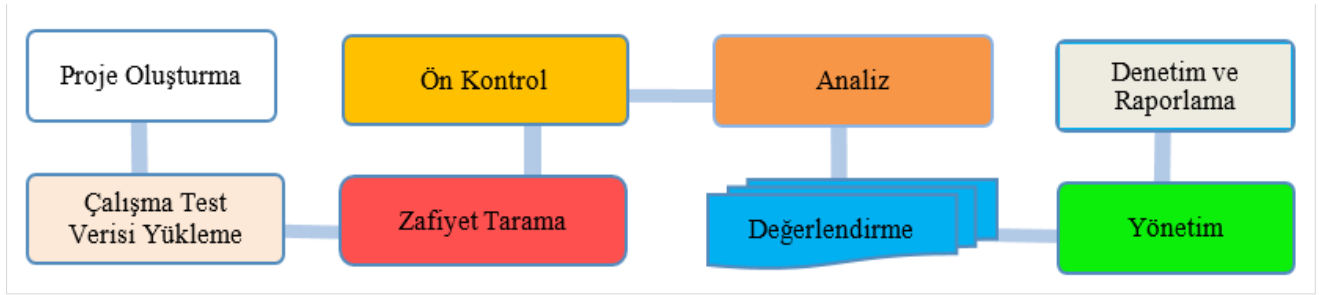 Proje Oluşturma
Çalışma Test
Verisi Yükleme
Zafiyet Tarama
Ön Kontrol
Analiz
Değerlendirme
Yönetim
Denetim ve
Raporlama